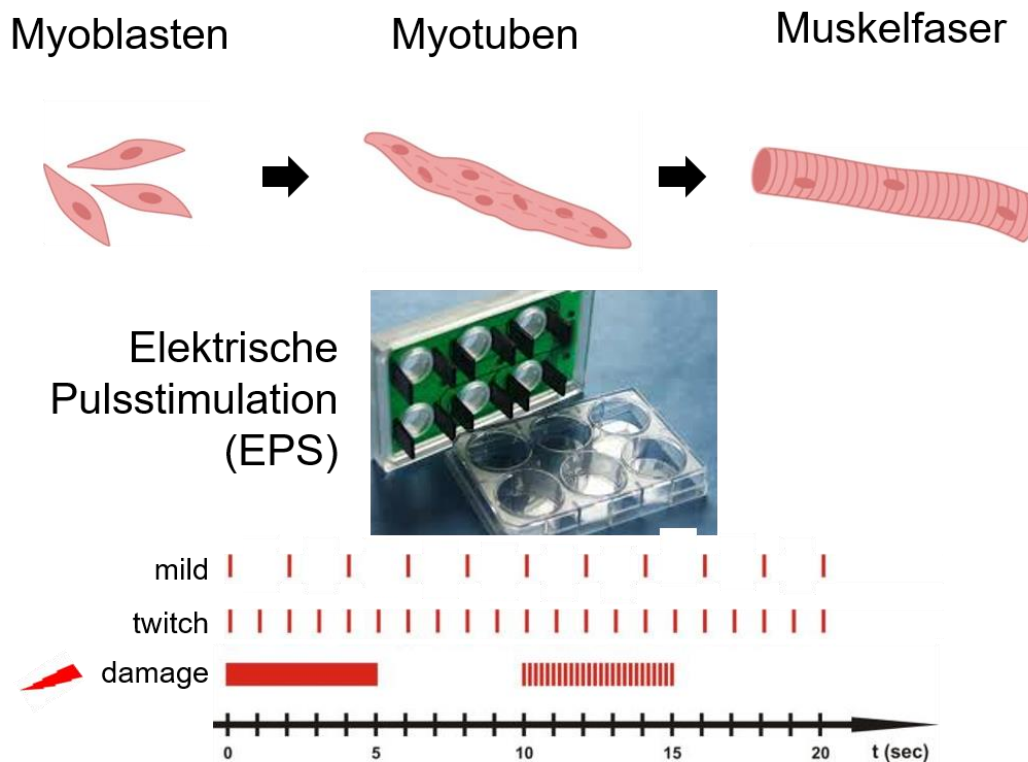 Myoblasten
Myotuben
Muskelfaser
Elektrische
Pulsstimulation
(EPS)
mild
twitch
damage
0 5 10 15 20 t (sec)